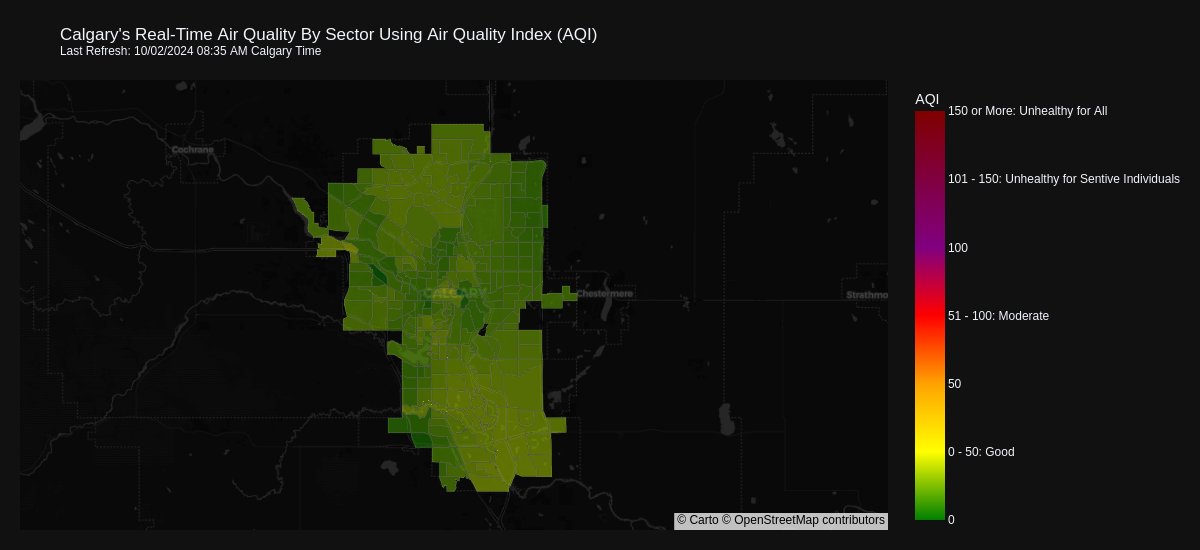 Calgary's Real-Time Air Quality By Sector Using Air Quality Index (AQI)
Last Refresh: 10/02/2024 08:35 AM Calgary Time
AQI
150 or More: Unhealthy for All
101 - 150: Unhealthy for Sentive Individuals
100
51 - 100: Moderate
50
0 - 50: Good
0
Cochrane
CALGARY
Chestermere
Strathmo
© Carto © OpenStreetMap contributors